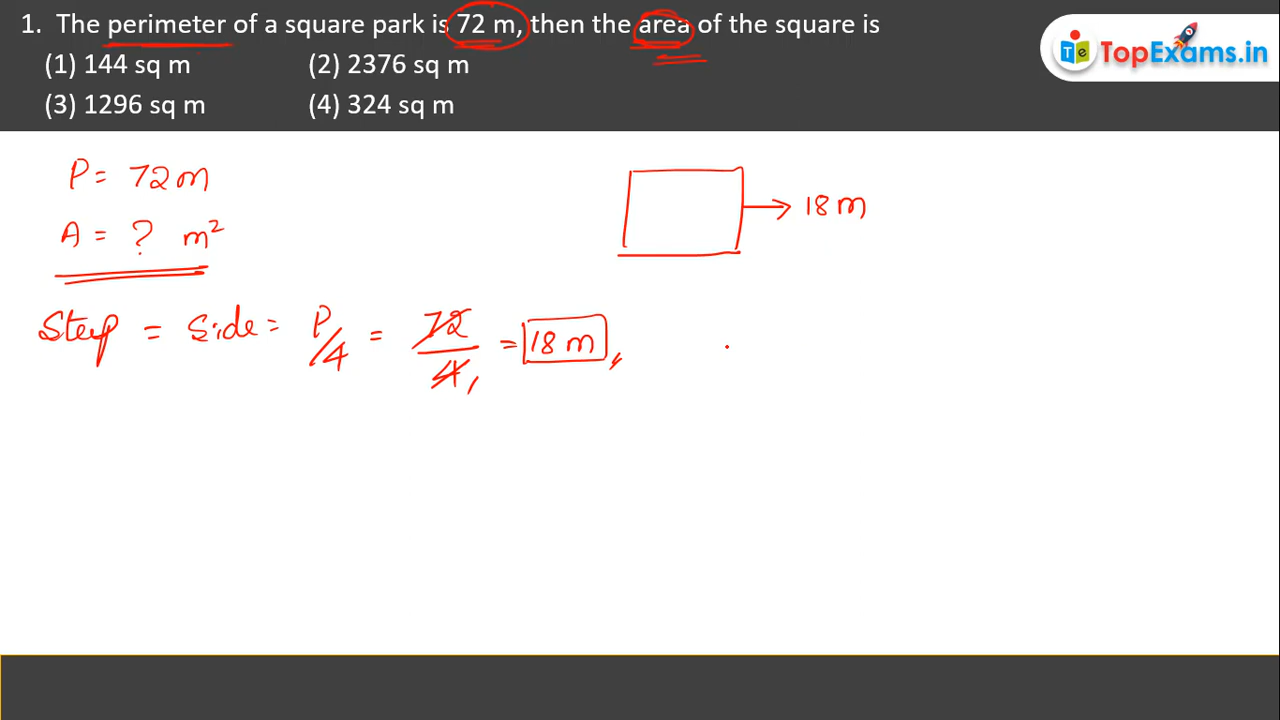 1. The perimeter of a square park is 72 m, then the area of the square is
(1) 144 sq m (2) 2376 sq m
(3) 1296 sq m (4) 324 sq m
Te TopExams.in
P = 72 m
A = ? m²
18 m
Step = Side = P/4 = 72/4 = 18 m